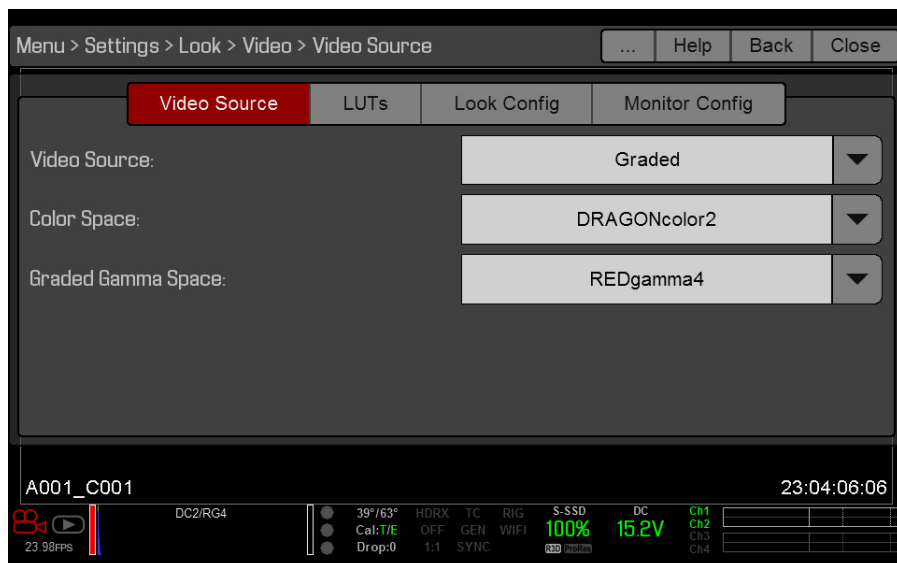 Menu > Settings > Look > Video > Video Source
... Help Back Close
Video Source LUTs Look Config Monitor Config
Video Source: Graded
Color Space: DRAGONcolor2
Graded Gamma Space: REDgamma4
A001_C001 23:04:06:06
DC2/RG4 39°/63° HDRX TC RIG S-SSD DC Ch1
Cal:T/E OFF GEN WIFI 100% 15.2V Ch2
23.98FPS Drop:0 1:1 SYNC R3D ProRes Ch3
Ch4